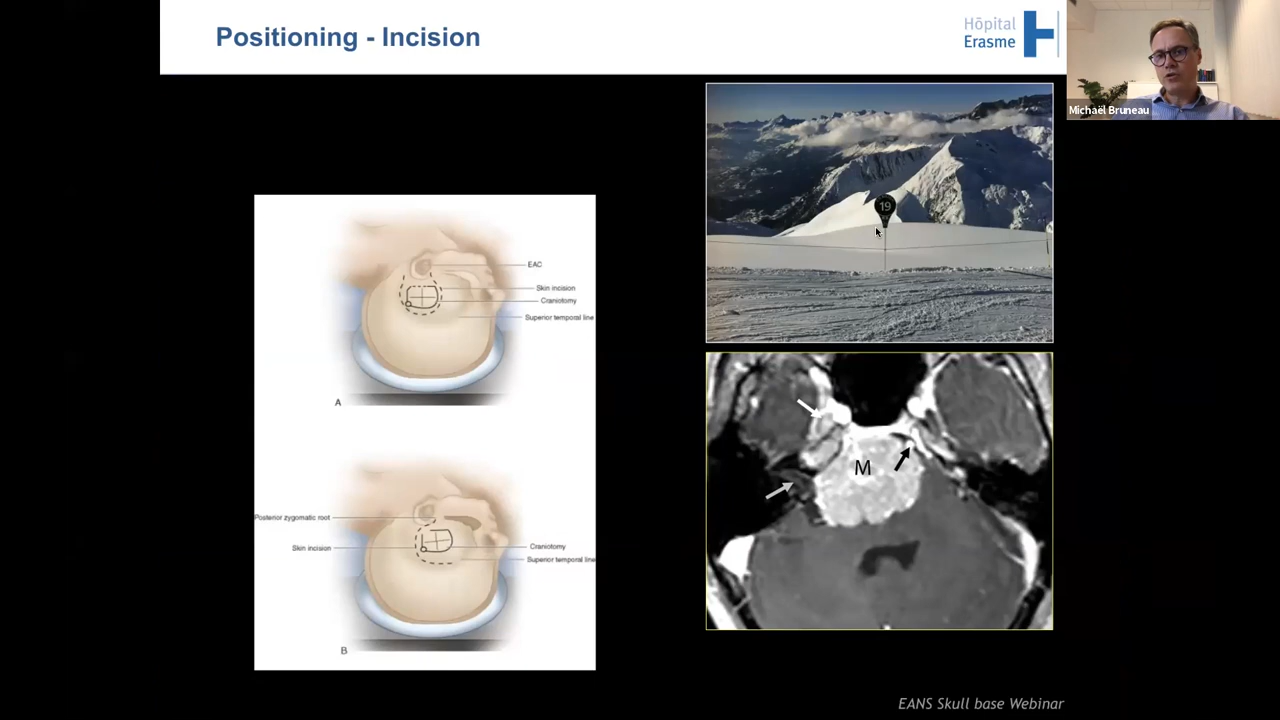 Positioning - Incision
Hôpital
Erasme
Michaël Bruneau
19
EAC
Skin incision
Craniotomy
Superior temporal line
A
Posterior zygomatic root
Skin incision
Craniotomy
Superior temporal line
B
M
EANS Skull base Webinar